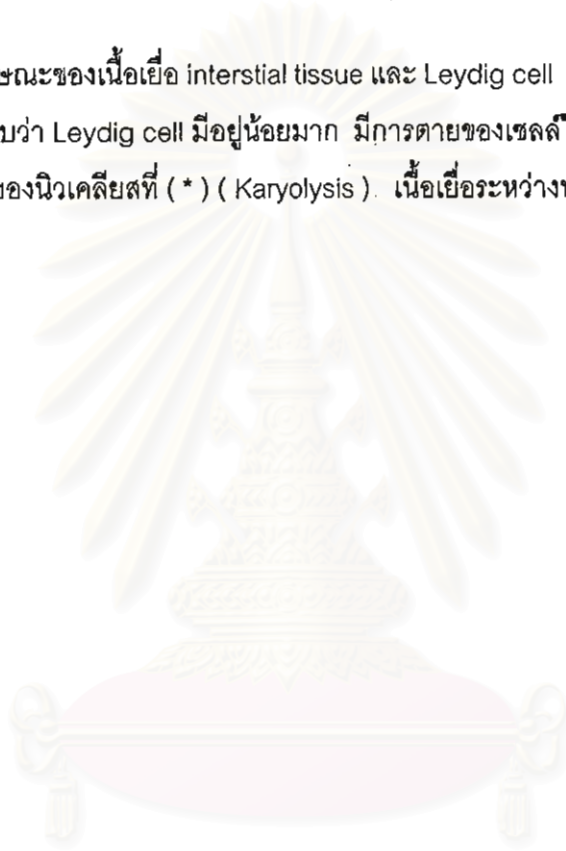 ษณะของเนื้อเยื่อ interstial tissue และ Leydig cell
บว่า Leydig cell มีอยู่น้อยมาก มีการตายของเซลล์
ของนิวเคลียสที่ ( * ) ( Karyolysis ). เนื้อเยื่อระหว่าง